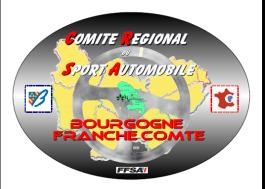 COMITE REGIONAL
DU
SPORT AUTOMOBILE
BOURGOGNE
FRANCHE COMTE
FFSA